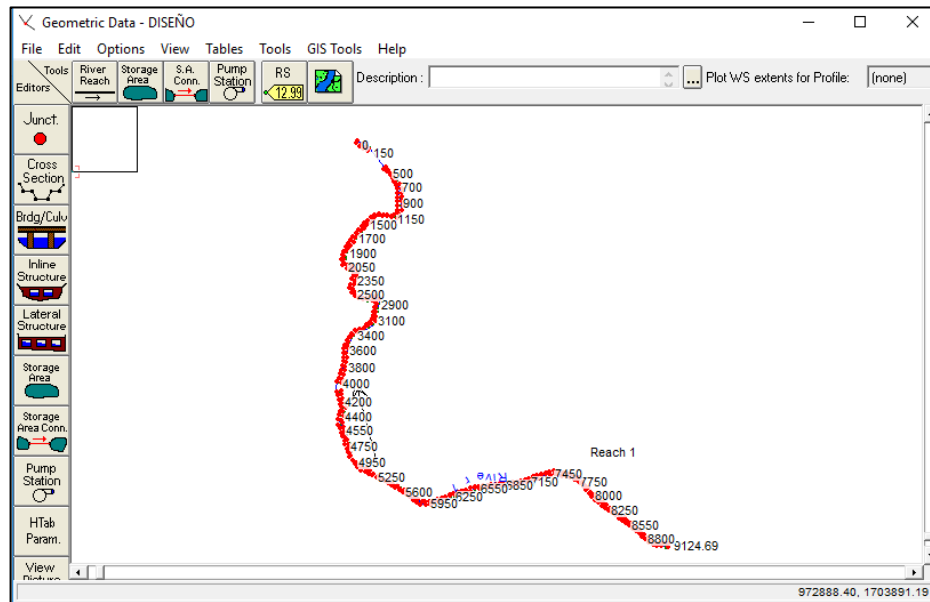 Geometric Data - DISEÑO
File Edit Options View Tables Tools GIS Tools Help
Tools
Editors
River
Reach
Storage
Area
S.A.
Conn.
Pump
Station
RS
12.99
Description :
...
Plot WS extents for Profile:
(none)
Junct.
Cross
Section
Brdg/Culv
Inline
Structure
Lateral
Structure
Storage
Area
Storage
Area Conn.
Pump
Station
HTab
Param.
View
Picture
0
150
500
700
900
1150
1500
1700
1900
2050
2350
2500
2900
3100
3400
3600
3800
4000
4200
4400
4550
4750
4950
5250
5600
5950
6250
6550
6850
7150
7450
7750
8000
8250
8550
8800
9124.69
River
Reach 1
972888.40, 1703891.19